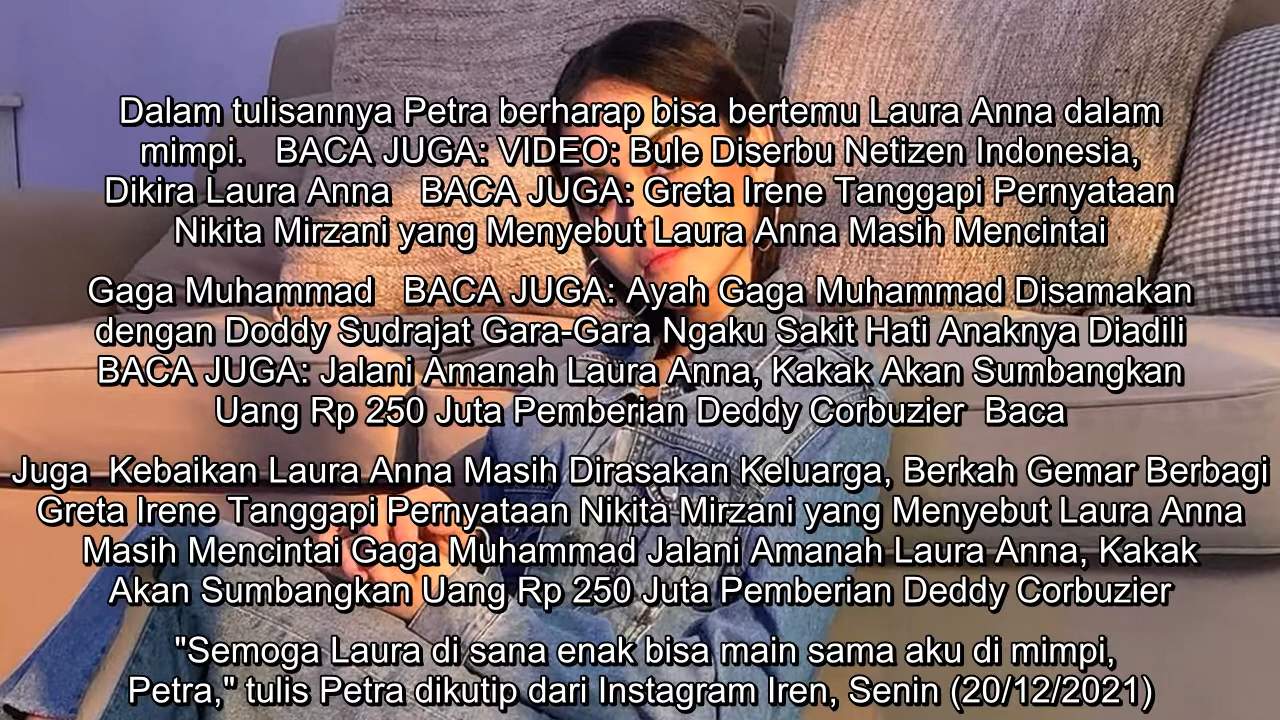 Dalam tulisannya Petra berharap bisa bertemu Laura Anna dalam
mimpi.   BACA JUGA: VIDEO: Bule Diserbu Netizen Indonesia,
Dikira Laura Anna   BACA JUGA: Greta Irene Tanggapi Pernyataan
Nikita Mirzani yang Menyebut Laura Anna Masih Mencintai
Gaga Muhammad   BACA JUGA: Ayah Gaga Muhammad Disamakan
dengan Doddy Sudrajat Gara-Gara Ngaku Sakit Hati Anaknya Diadili
BACA JUGA: Jalani Amanah Laura Anna, Kakak Akan Sumbangkan
Uang Rp 250 Juta Pemberian Deddy Corbuzier  Baca
Juga  Kebaikan Laura Anna Masih Dirasakan Keluarga, Berkah Gemar Berbagi
Greta Irene Tanggapi Pernyataan Nikita Mirzani yang Menyebut Laura Anna
Masih Mencintai Gaga Muhammad Jalani Amanah Laura Anna, Kakak
Akan Sumbangkan Uang Rp 250 Juta Pemberian Deddy Corbuzier
"Semoga Laura di sana enak bisa main sama aku di mimpi,
Petra," tulis Petra dikutip dari Instagram Iren, Senin (20/12/2021)